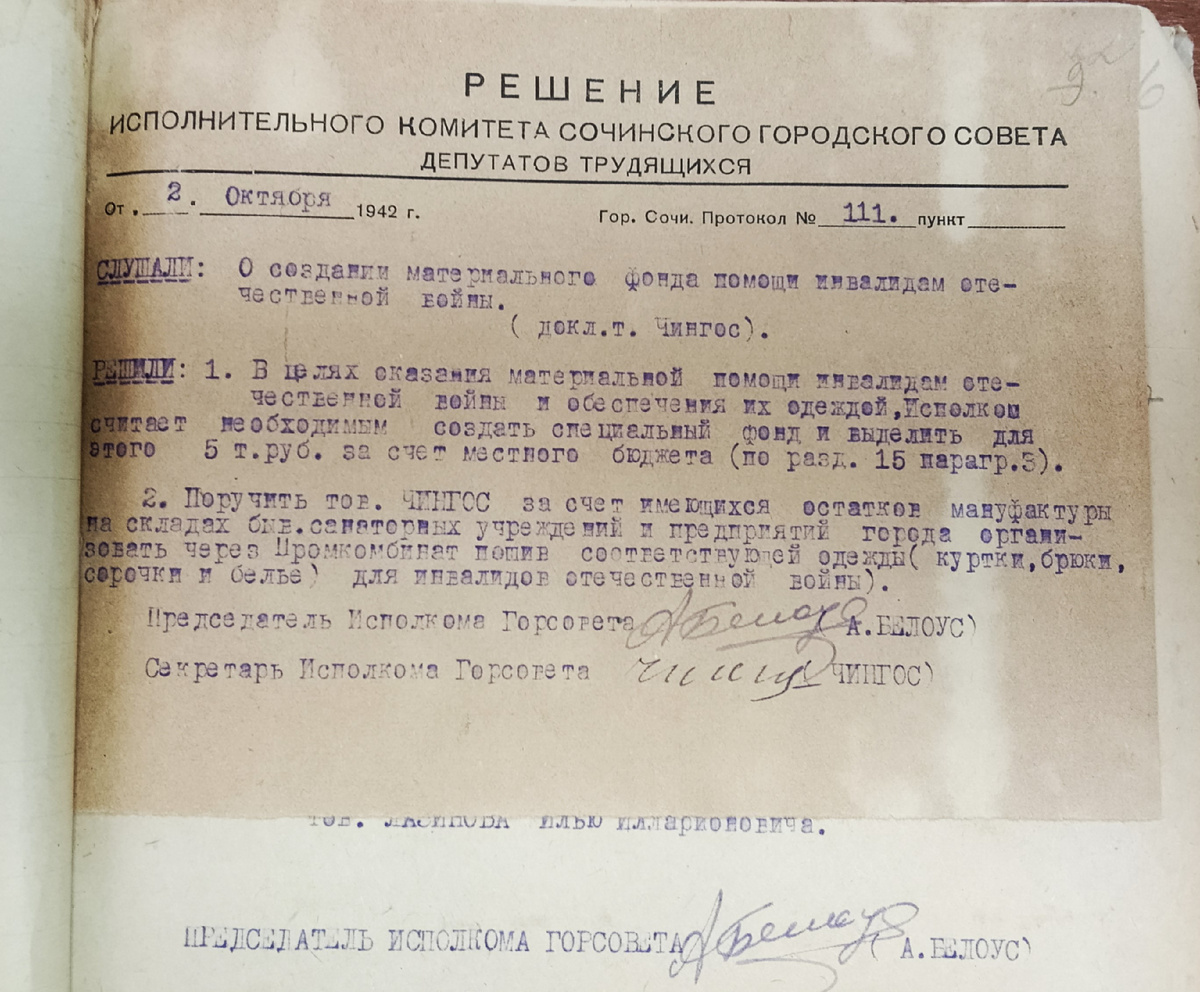 РЕШЕНИЕ
ИСПОЛНИТЕЛЬНОГО КОМИТЕТА СОЧИНСКОГО ГОРОДСКОГО СОВЕТА
ДЕПУТАТОВ ТРУДЯЩИХСЯ
От „ 2. Октября 1942 г. Гор. Сочи. Протокол № 111. пункт
СЛУШАЛИ: О создании материального фонда помощи инвалидам оте-
чественной войны.
( докл.т. Чингос).
РЕШИЛИ: 1. В целях оказания материальной помощи инвалидам оте-
чественной войны и обеспечения их одеждой,Исполком
считает необходимым создать специальный фонд и выделить для
этого 5 т.руб. за счет местного бюджета (по разд. 15 парагр.3).
2. Поручить тов. ЧИНГОС за счет имеющихся остатков мануфактуры
на складах быв.санаторных учреждений и предприятий города органи-
зовать через Промкомбинат пошив соответствующей одежды( куртки,брюки,
сорочки и белье) для инвалидов отечественной войны).
Председатель Исполкома Горсовета АБелоус А.БЕЛОУС)
Секретарь Исполкома Горсовета ЧИНГОС)
тов. Илью Илларионовича.
ПРЕДСЕДАТЕЛЬ ИСПОЛКОМА ГОРСОВЕТА АБелоус ( А.БЕЛОУС)